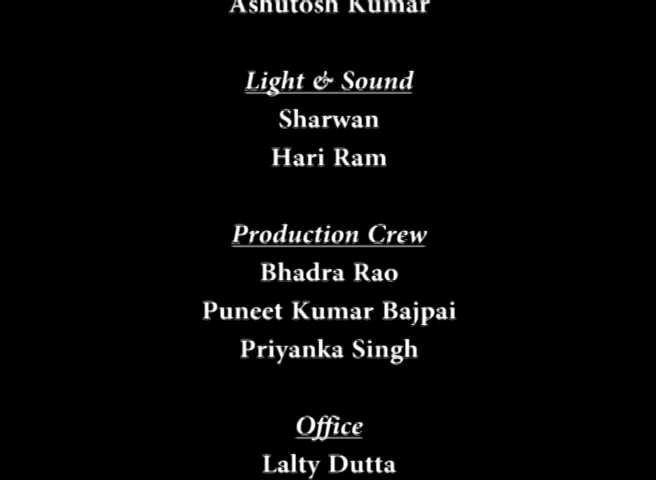 Ashutosh Kumar
Light & Sound
Sharwan
Hari Ram
Production Crew
Bhadra Rao
Puneet Kumar Bajpai
Priyanka Singh
Office
Lalty Dutta